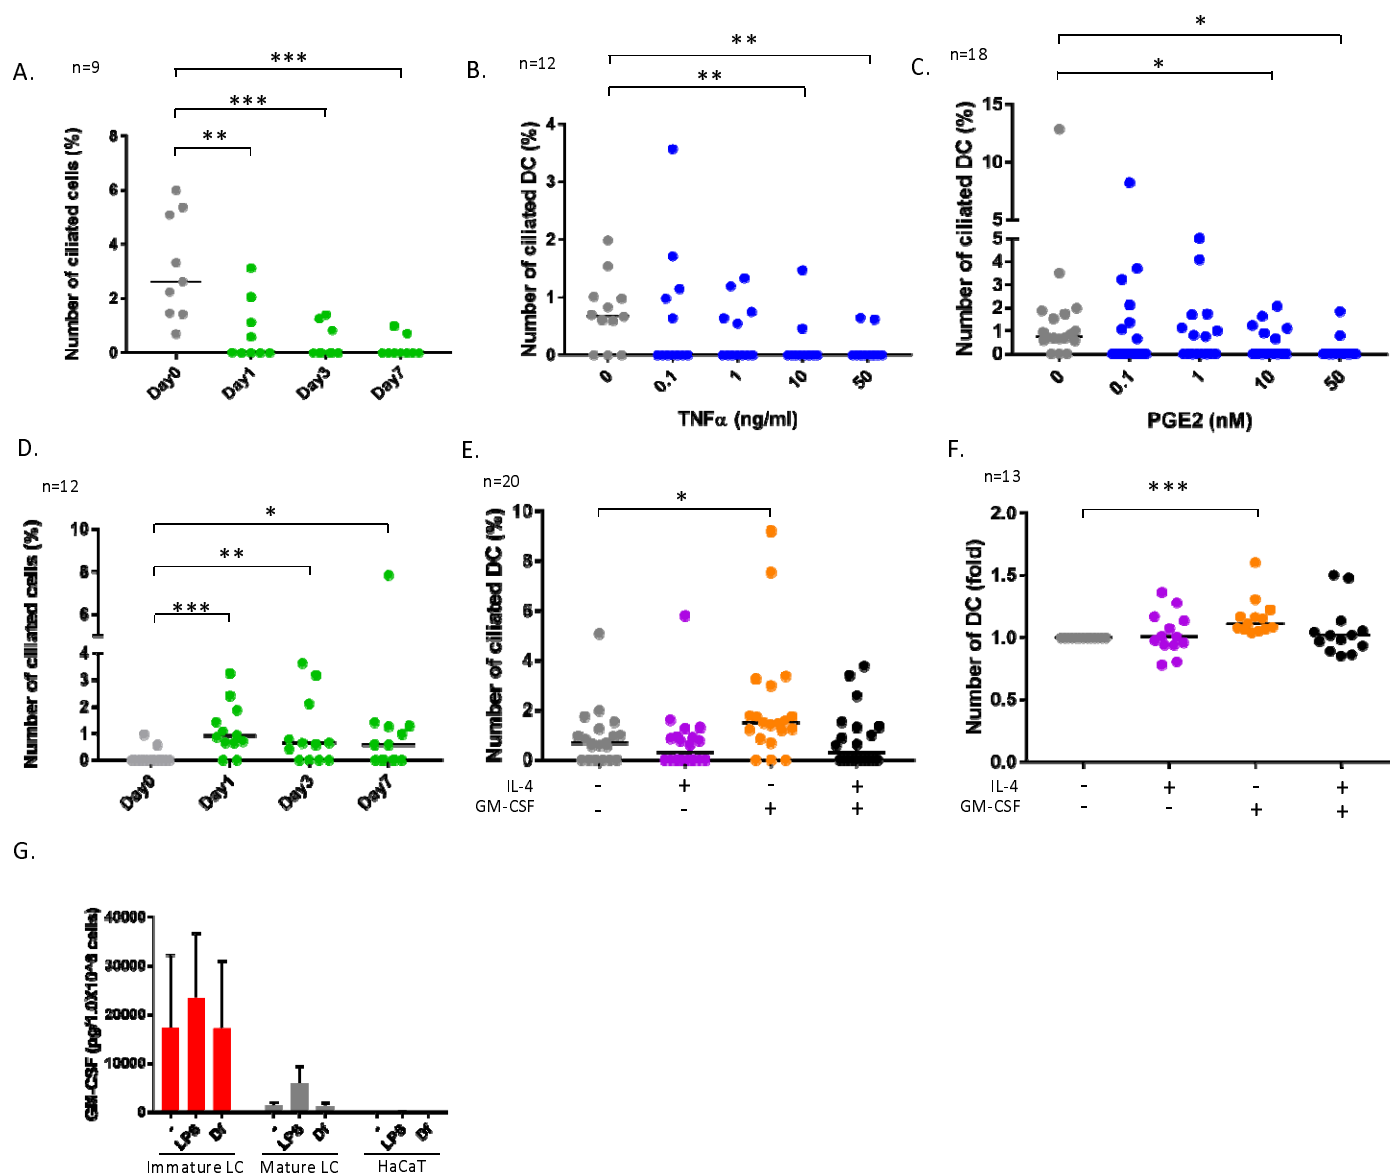 A.
n=9
***
***
**
Number of ciliated cells (%)
8
6
4
2
0
Day0
Day1
Day3
Day7
B.
n=12
**
**
Number of ciliated DC (%)
4
3
2
1
0
0
0.1
1
10
50
TNFα (ng/ml)
C.
n=18
*
*
Number of ciliated DC (%)
15
10
5
5
4
3
2
1
0
0
0.1
1
10
50
PGE2 (nM)
D.
n=12
*
**
***
Number of ciliated cells (%)
10
8
6
4
3
2
1
0
Day0
Day1
Day3
Day7
E.
n=20
*
Number of ciliated DC (%)
10
8
6
4
2
0
IL-4 - + - +
GM-CSF - - + +
F.
n=13
***
Number of DC (fold)
2.0
1.5
1.0
0.5
0.0
IL-4 - + - +
GM-CSF - - + +
G.
GM-CSF (pg/1.0X10^6 cells)
40000
30000
20000
10000
0
- LPS Df - LPS Df - LPS Df
Immature LC Mature LC HaCaT